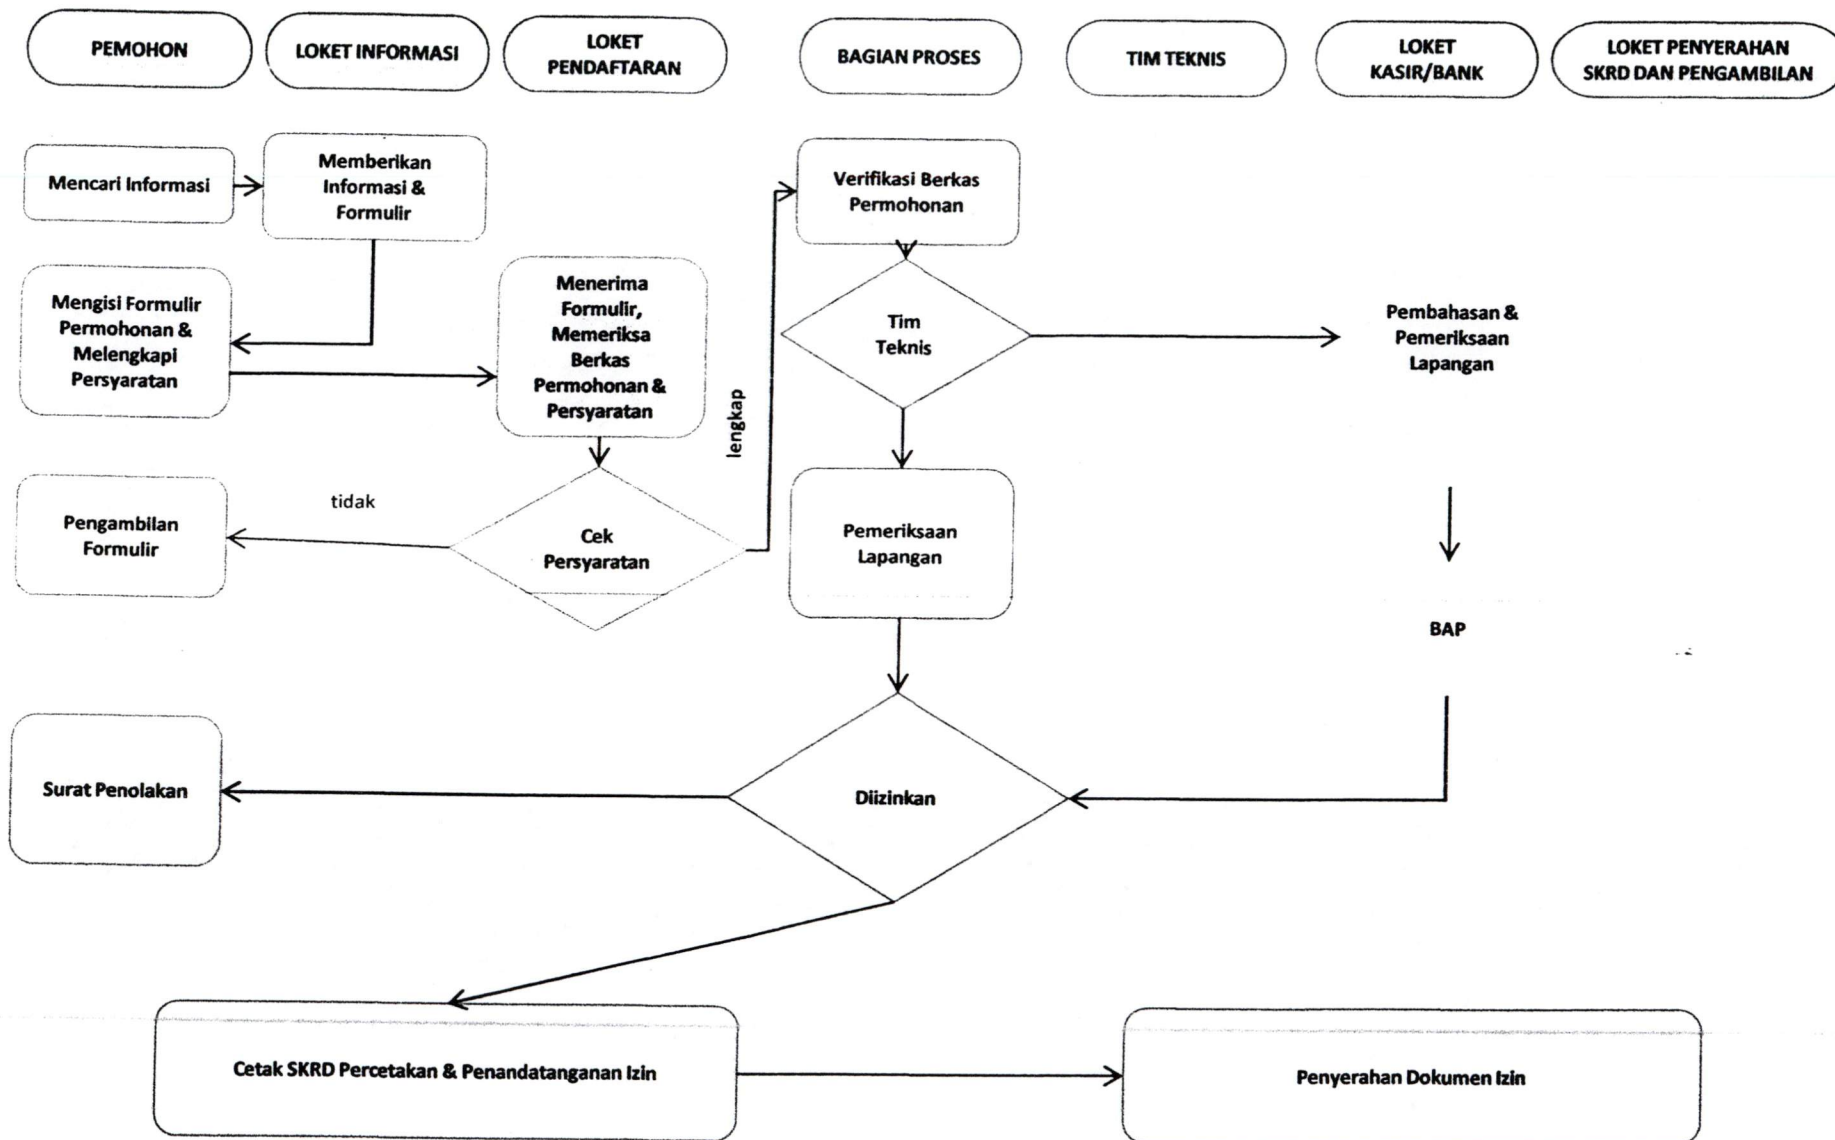 PEMOHON
LOKET INFORMASI
LOKET
PENDAFTARAN
BAGIAN PROSES
TIM TEKNIS
LOKET
KASIR/BANK
LOKET PENYERAHAN
SKRD DAN PENGAMBILAN
Mencari Informasi
Memberikan
Informasi &
Formulir
Verifikasi Berkas
Permohonan
Mengisi Formulir
Permohonan &
Melengkapi
Persyaratan
Menerima
Formulir,
Memeriksa
Berkas
Permohonan &
Persyaratan
lengkap
Tim
Teknis
Pembahasan &
Pemeriksaan
Lapangan
Pengambilan
Formulir
tidak
Cek
Persyaratan
Pemeriksaan
Lapangan
BAP
Surat Penolakan
Diizinkan
Cetak SKRD Percetakan & Penandatanganan Izin
Penyerahan Dokumen Izin